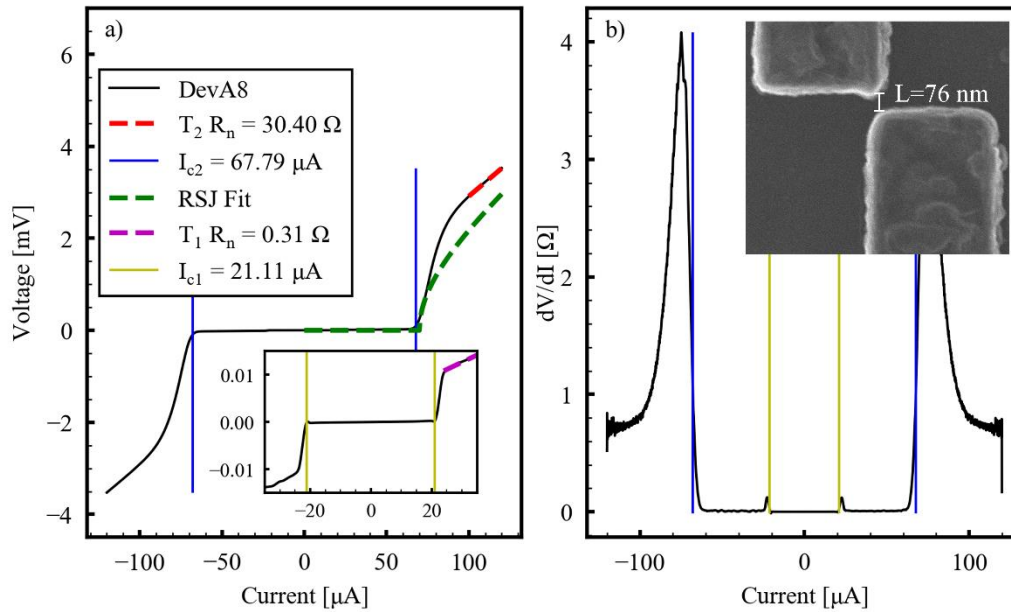 a)
6
4
2
0
−2
−4
Voltage [mV]
DevA8
T₂ Rₙ = 30.40 Ω
I_c2 = 67.79 μA
RSJ Fit
T₁ Rₙ = 0.31 Ω
I_c1 = 21.11 μA
0.01
0.00
−0.01
−20 0 20
−100 −50 0 50 100
Current [μA]
b)
4
3
2
1
0
dV/dI [Ω]
L=76 nm
−100 0 100
Current [μA]